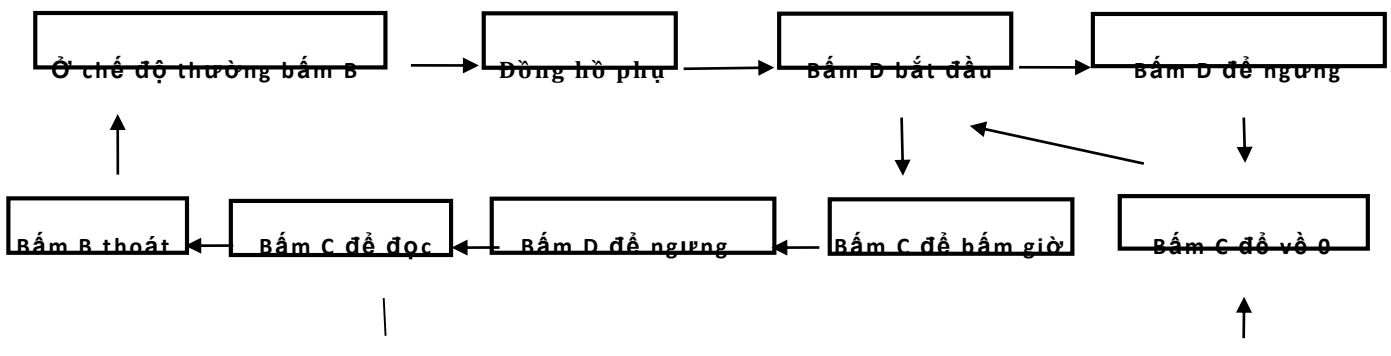 Ở chế độ thường bấm B
Đồng hồ phụ
Bấm D bắt đầu
Bấm D để ngưng
Bấm B thoát
Bấm C để đọc
Bấm D để ngưng
Bấm C để bấm giờ
Bấm C để về 0